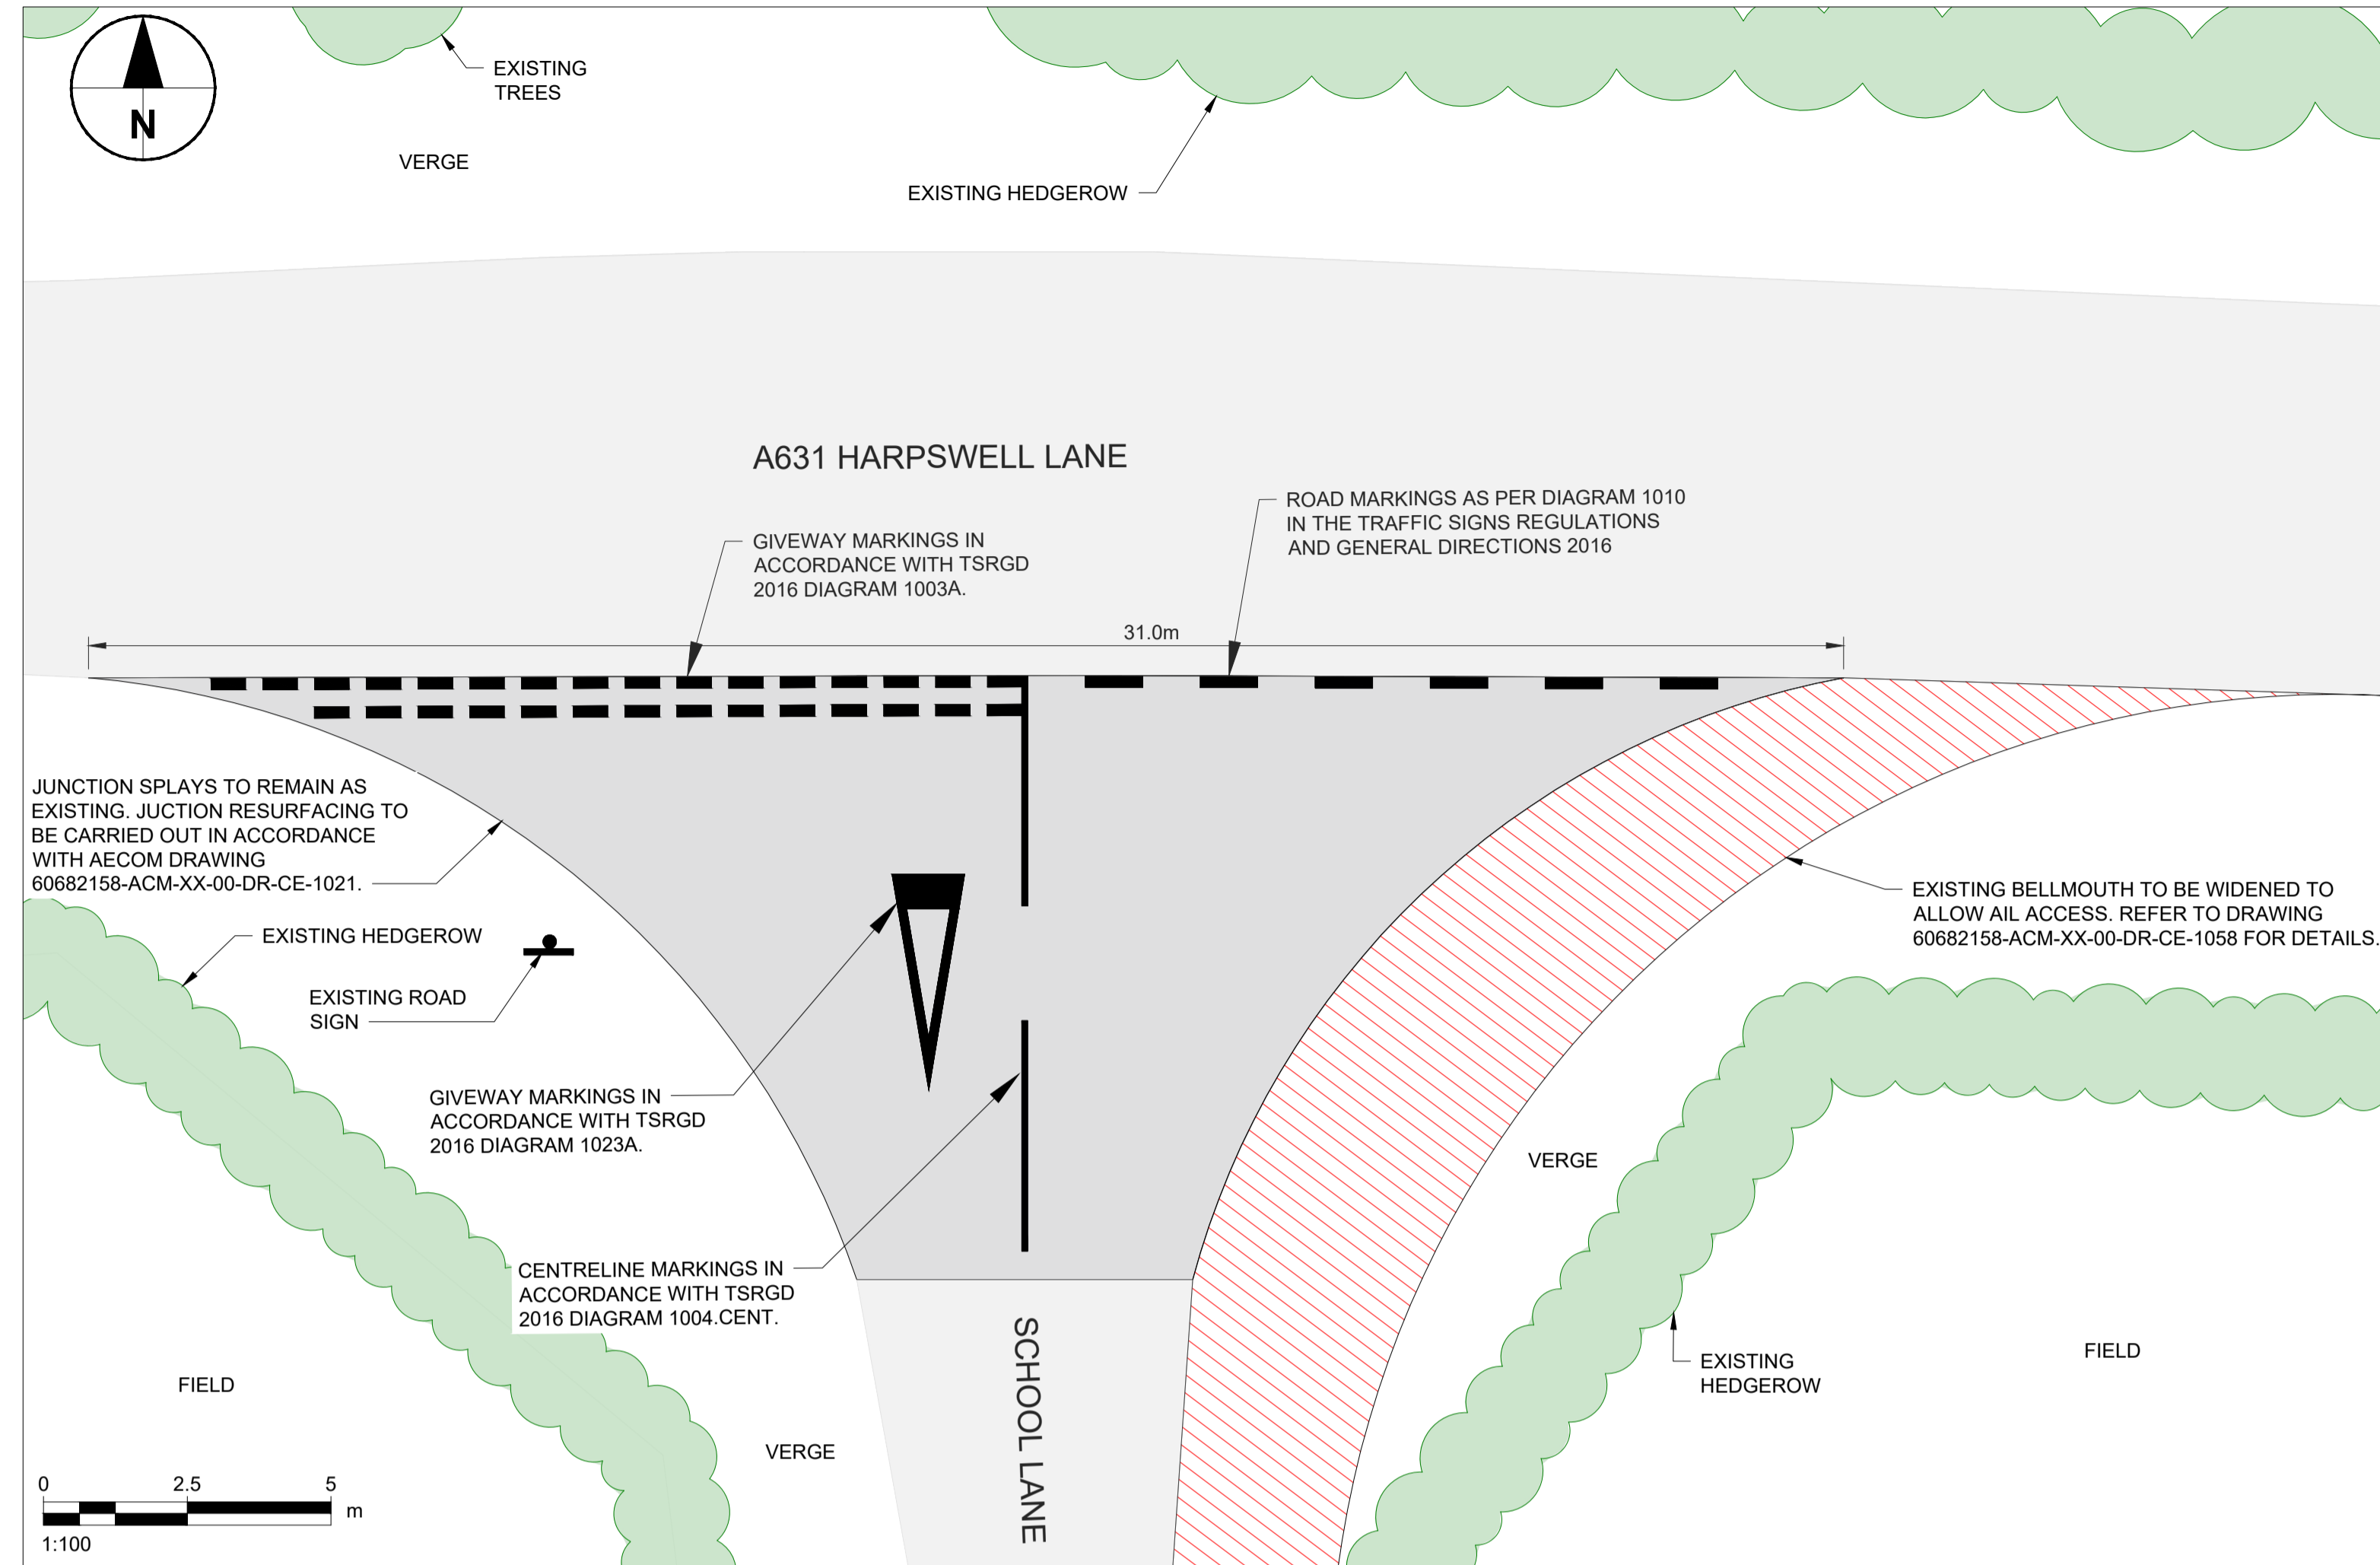 N
EXISTING
TREES
VERGE
EXISTING HEDGEROW
A631 HARPSWELL LANE
ROAD MARKINGS AS PER DIAGRAM 1010
IN THE TRAFFIC SIGNS REGULATIONS
AND GENERAL DIRECTIONS 2016
GIVEWAY MARKINGS IN
ACCORDANCE WITH TSRGD
2016 DIAGRAM 1003A.
31.0m
JUNCTION SPLAYS TO REMAIN AS
EXISTING. JUCTION RESURFACING TO
BE CARRIED OUT IN ACCORDANCE
WITH AECOM DRAWING
60682158-ACM-XX-00-DR-CE-1021.
EXISTING BELLMOUTH TO BE WIDENED TO
ALLOW AIL ACCESS. REFER TO DRAWING
60682158-ACM-XX-00-DR-CE-1058 FOR DETAILS.
EXISTING HEDGEROW
EXISTING ROAD
SIGN
GIVEWAY MARKINGS IN
ACCORDANCE WITH TSRGD
2016 DIAGRAM 1023A.
VERGE
CENTRELINE MARKINGS IN
ACCORDANCE WITH TSRGD
2016 DIAGRAM 1004.CENT.
SCHOOL LANE
EXISTING
HEDGEROW
FIELD
FIELD
VERGE
0 2.5 5
m
1:100